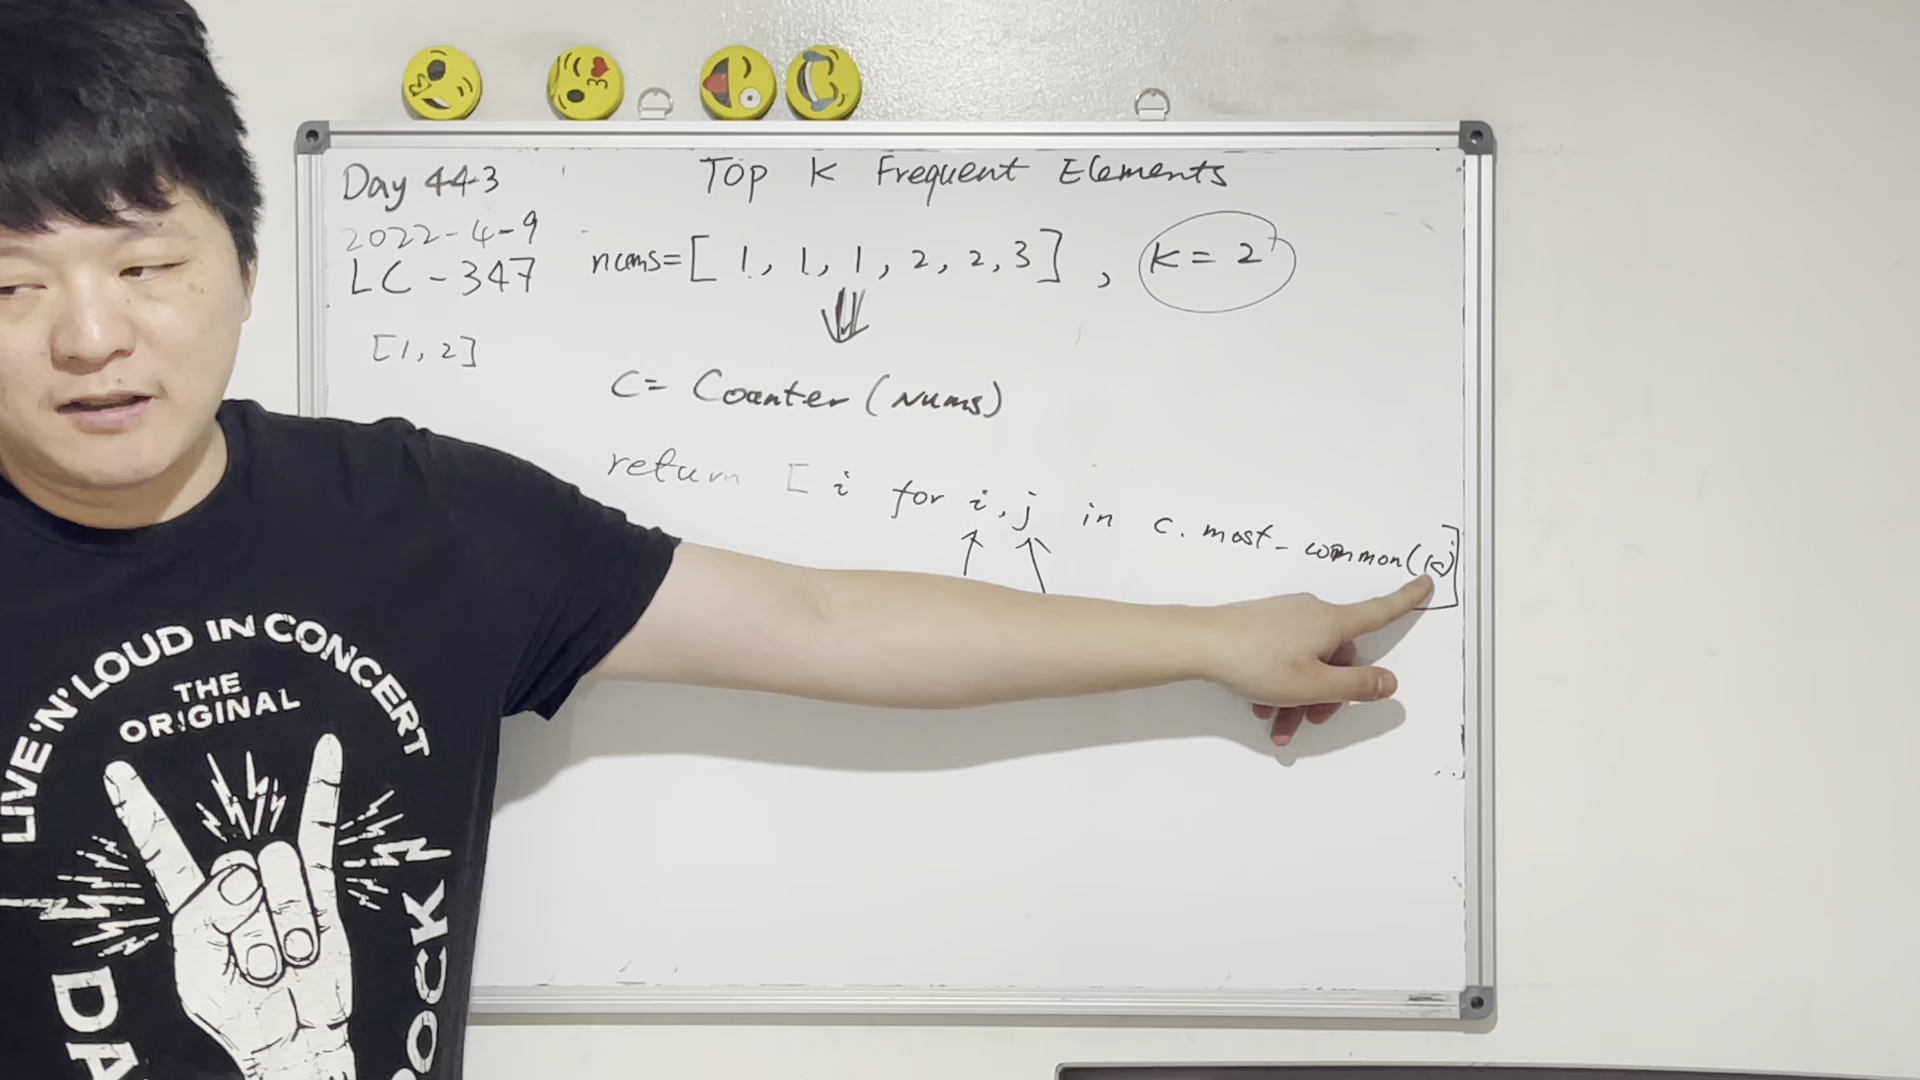 Day 443
Top K Frequent Elements
2022-4-9
nums=[1, 1, 1, 2, 2, 3] , k = 2
LC-347
[1, 2]
C= Counter (nums)
return [ i for i, j in c. most_common(k)]
LIVE 'N' LOUD IN CONCERT
THE
ORIGINAL
DA
ROCK